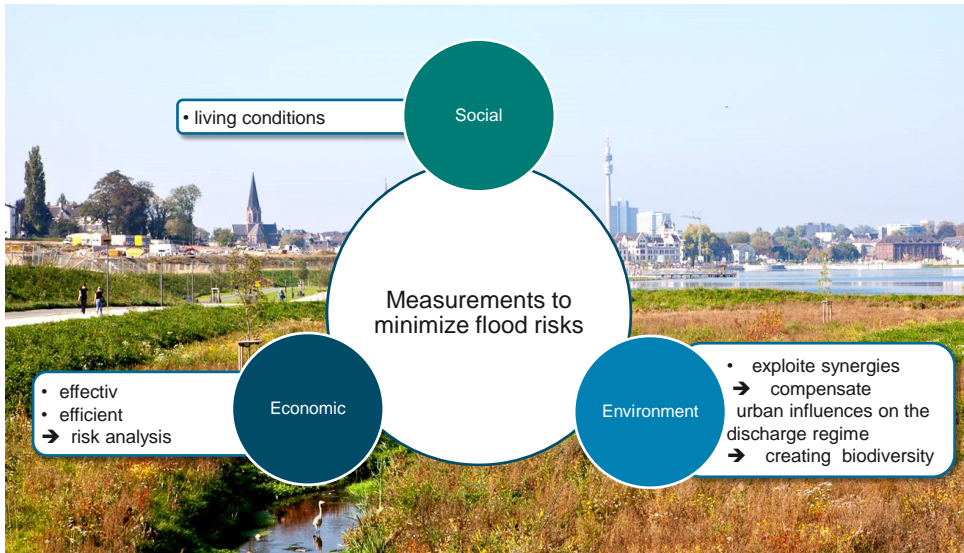 Social
• living conditions
Measurements to
minimize flood risks
Economic
• effectiv
• efficient
➔ risk analysis
Environment
• exploite synergies
➔ compensate
urban influences on the
discharge regime
➔ creating biodiversity